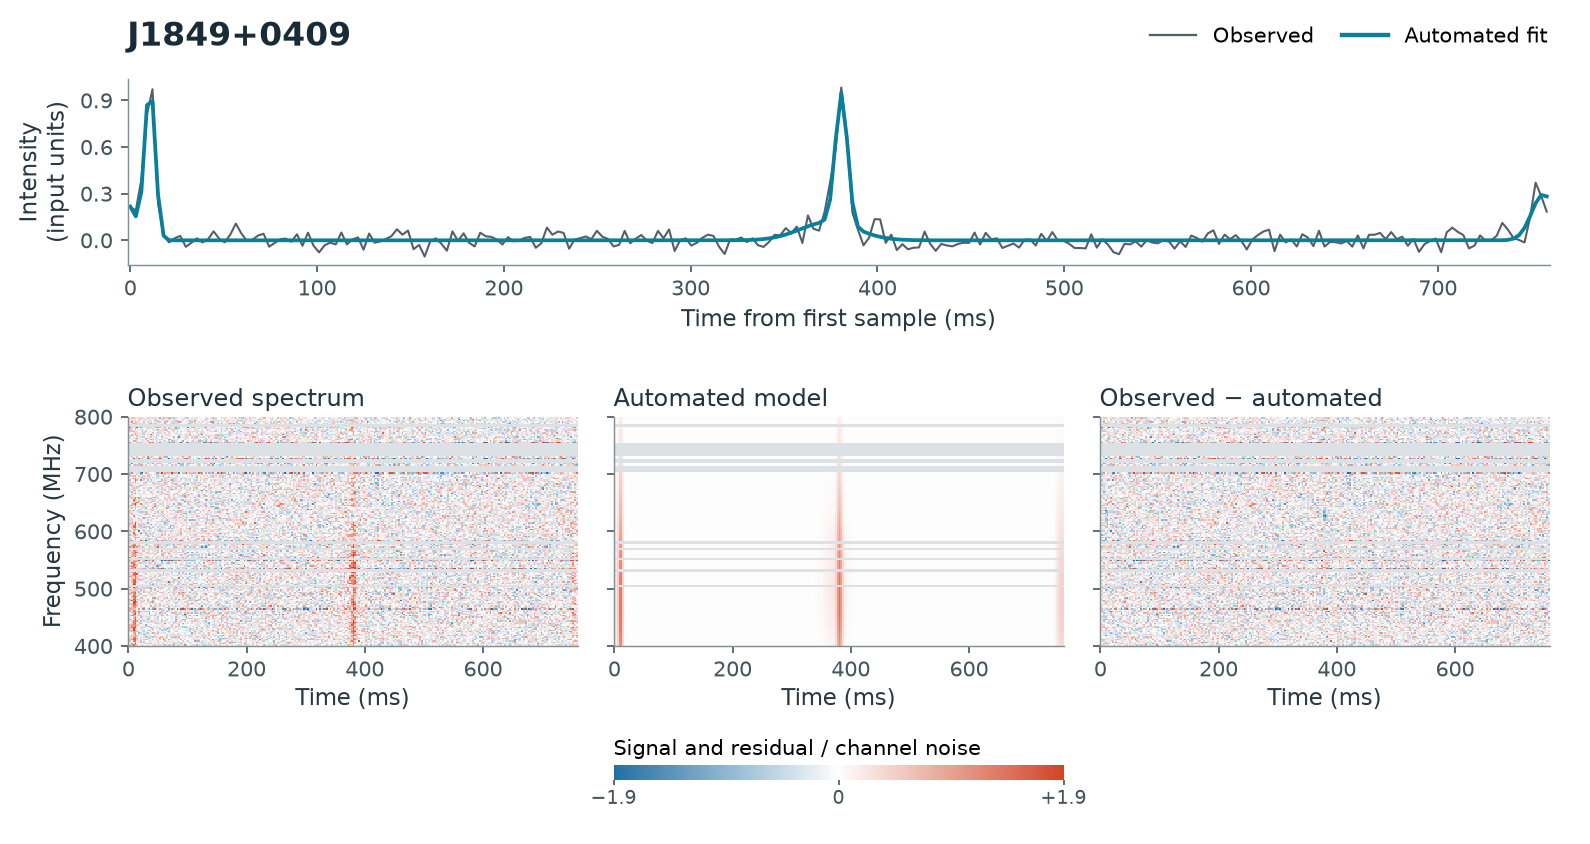 J1849+0409
Observed
Automated fit
Intensity
(input units)
0.9
0.6
0.3
0.0
0 100 200 300 400 500 600 700
Time from first sample (ms)
Observed spectrum
Automated model
Observed − automated
Frequency (MHz)
800
700
600
500
400
0 200 400 600
0 200 400 600
0 200 400 600
Time (ms)
Time (ms)
Time (ms)
Signal and residual / channel noise
−1.9 0 +1.9